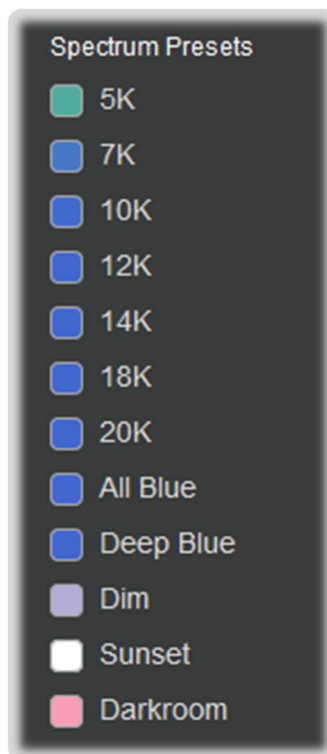 Spectrum Presets
5K
7K
10K
12K
14K
18K
20K
All Blue
Deep Blue
Dim
Sunset
Darkroom